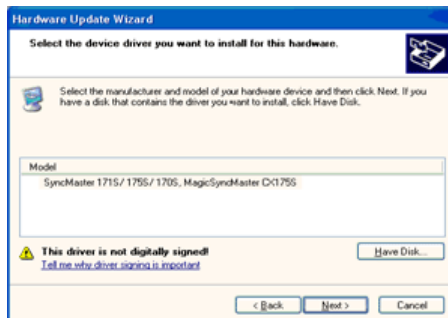 Hardware Update Wizard
Select the device driver you want to install for this hardware.
Select the manufacturer and model of your hardware device and then click Next. If you
have a disk that contains the driver you want to install, click Have Disk.
Model
SyncMaster 171S/ 175S/ 170S, MagicSyncMaster CX175S
This driver is not digitally signed!
Have Disk...
Tell me why driver signing is important
< Back
Next >
Cancel